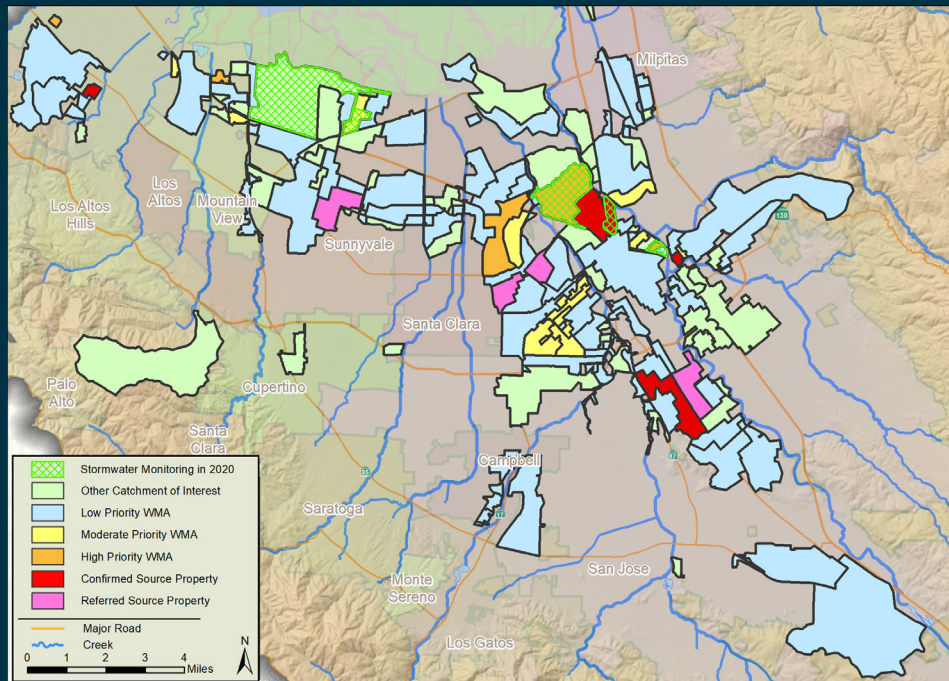 Milpitas
Los
Altos
Mountain
View
Los Altos
Hills
Sunnyvale
130
Santa Clara
Palo
Alto
Cupertino
Santa
Clara
Campbell
87
85
Saratoga
17
Monte
Sereno
San Jose
Los Gatos
Stormwater Monitoring in 2020
Other Catchment of Interest
Low Priority WMA
Moderate Priority WMA
High Priority WMA
Confirmed Source Property
Referred Source Property
Major Road
Creek
N
0 1 2 3 4
Miles